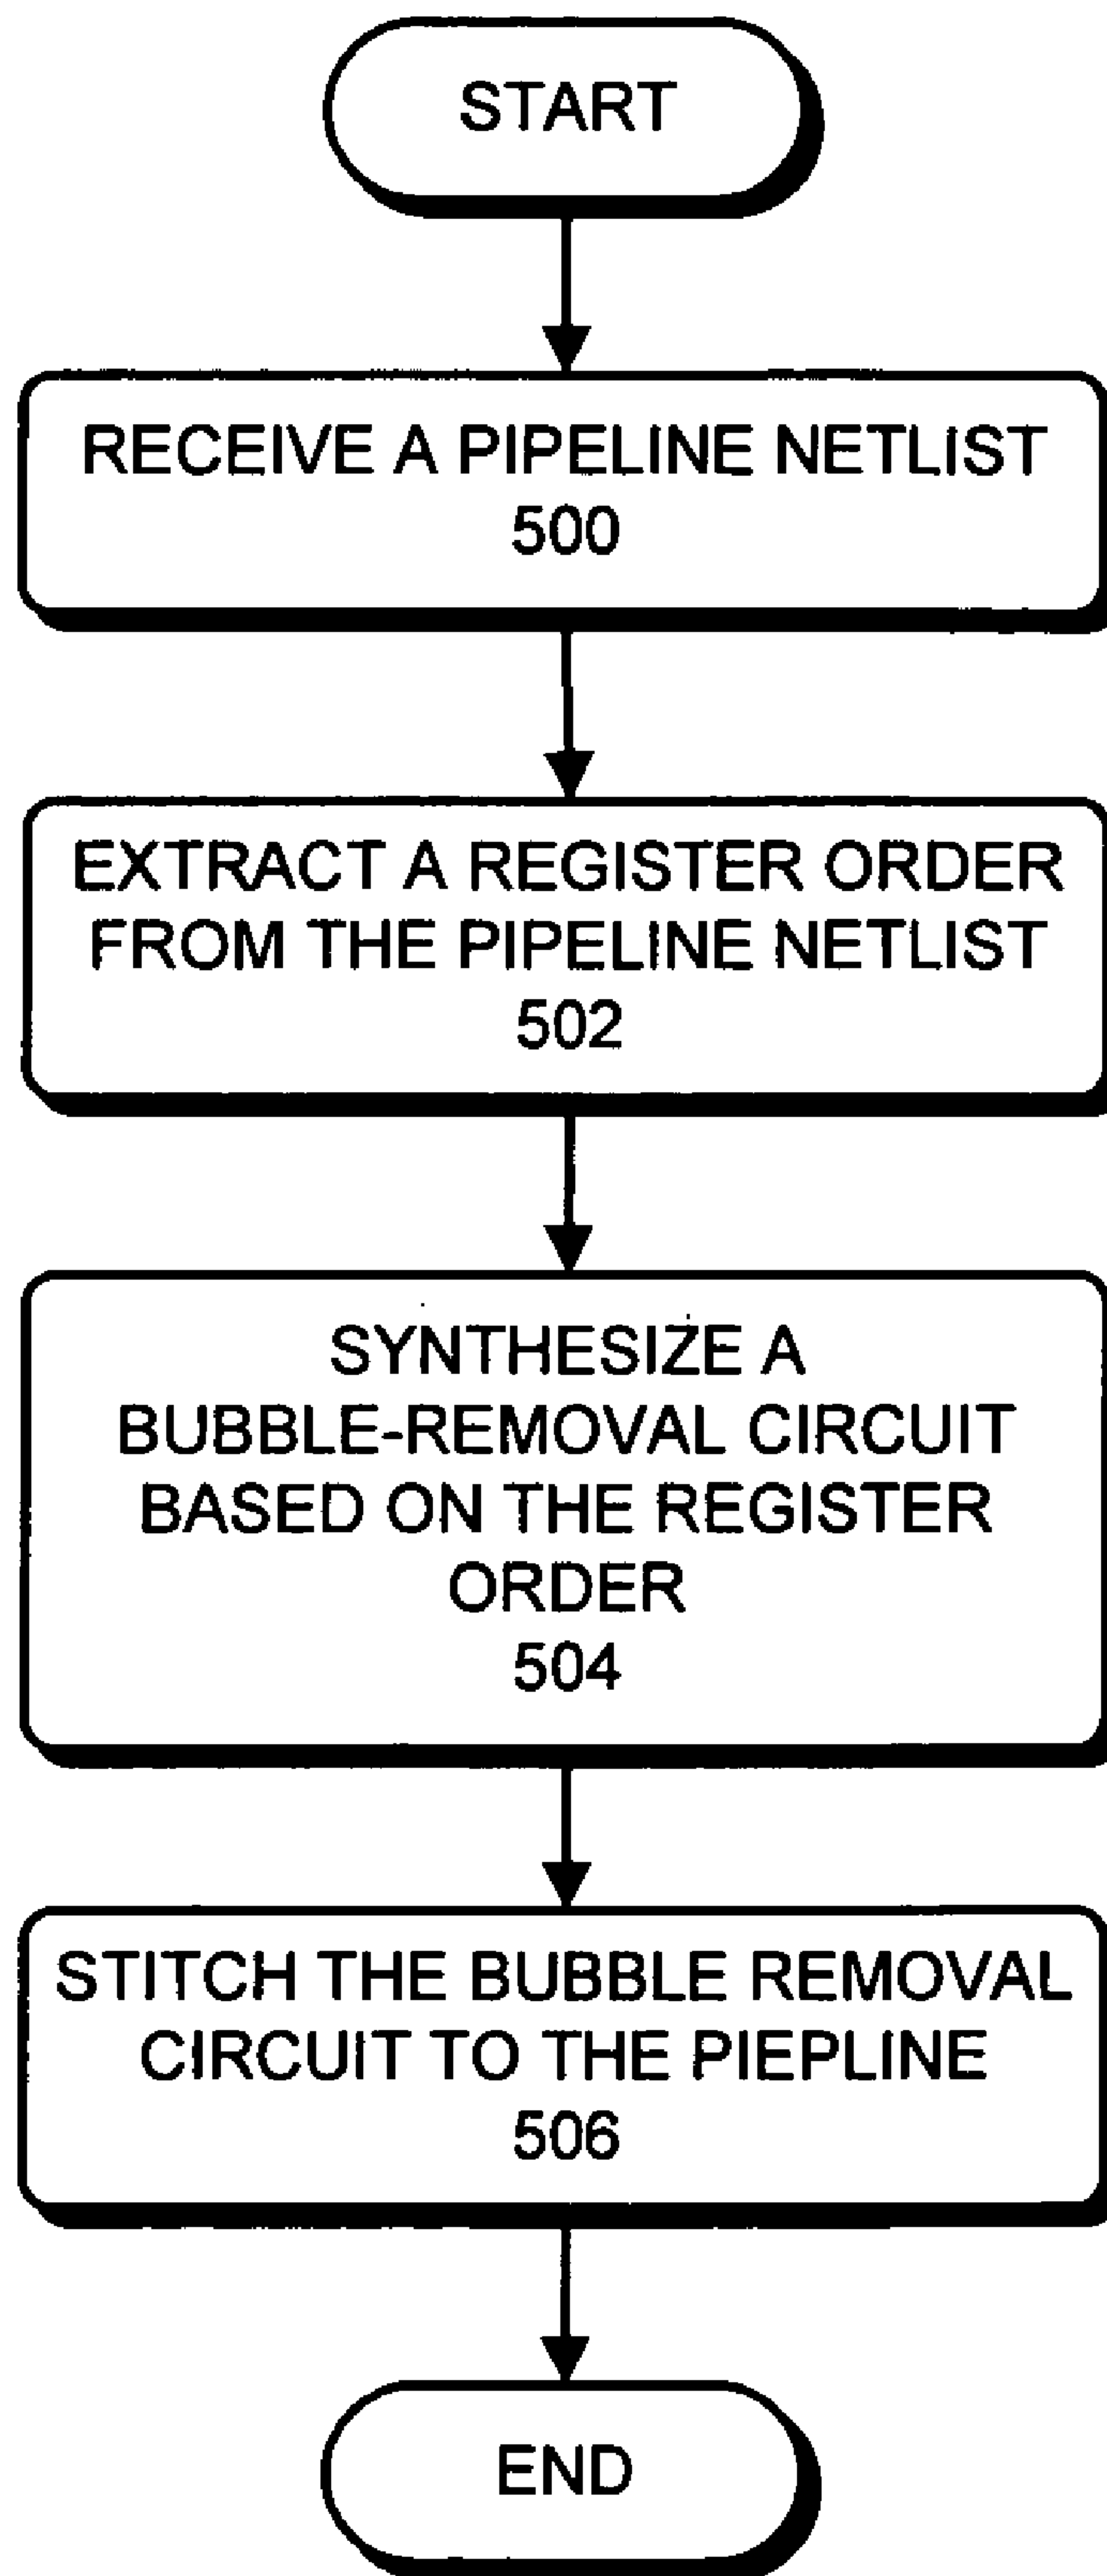 START
RECEIVE A PIPELINE NETLIST
500
EXTRACT A REGISTER ORDER
FROM THE PIPELINE NETLIST
502
SYNTHESIZE A
BUBBLE-REMOVAL CIRCUIT
BASED ON THE REGISTER
ORDER
504
STITCH THE BUBBLE REMOVAL
CIRCUIT TO THE PIEPLINE
506
END